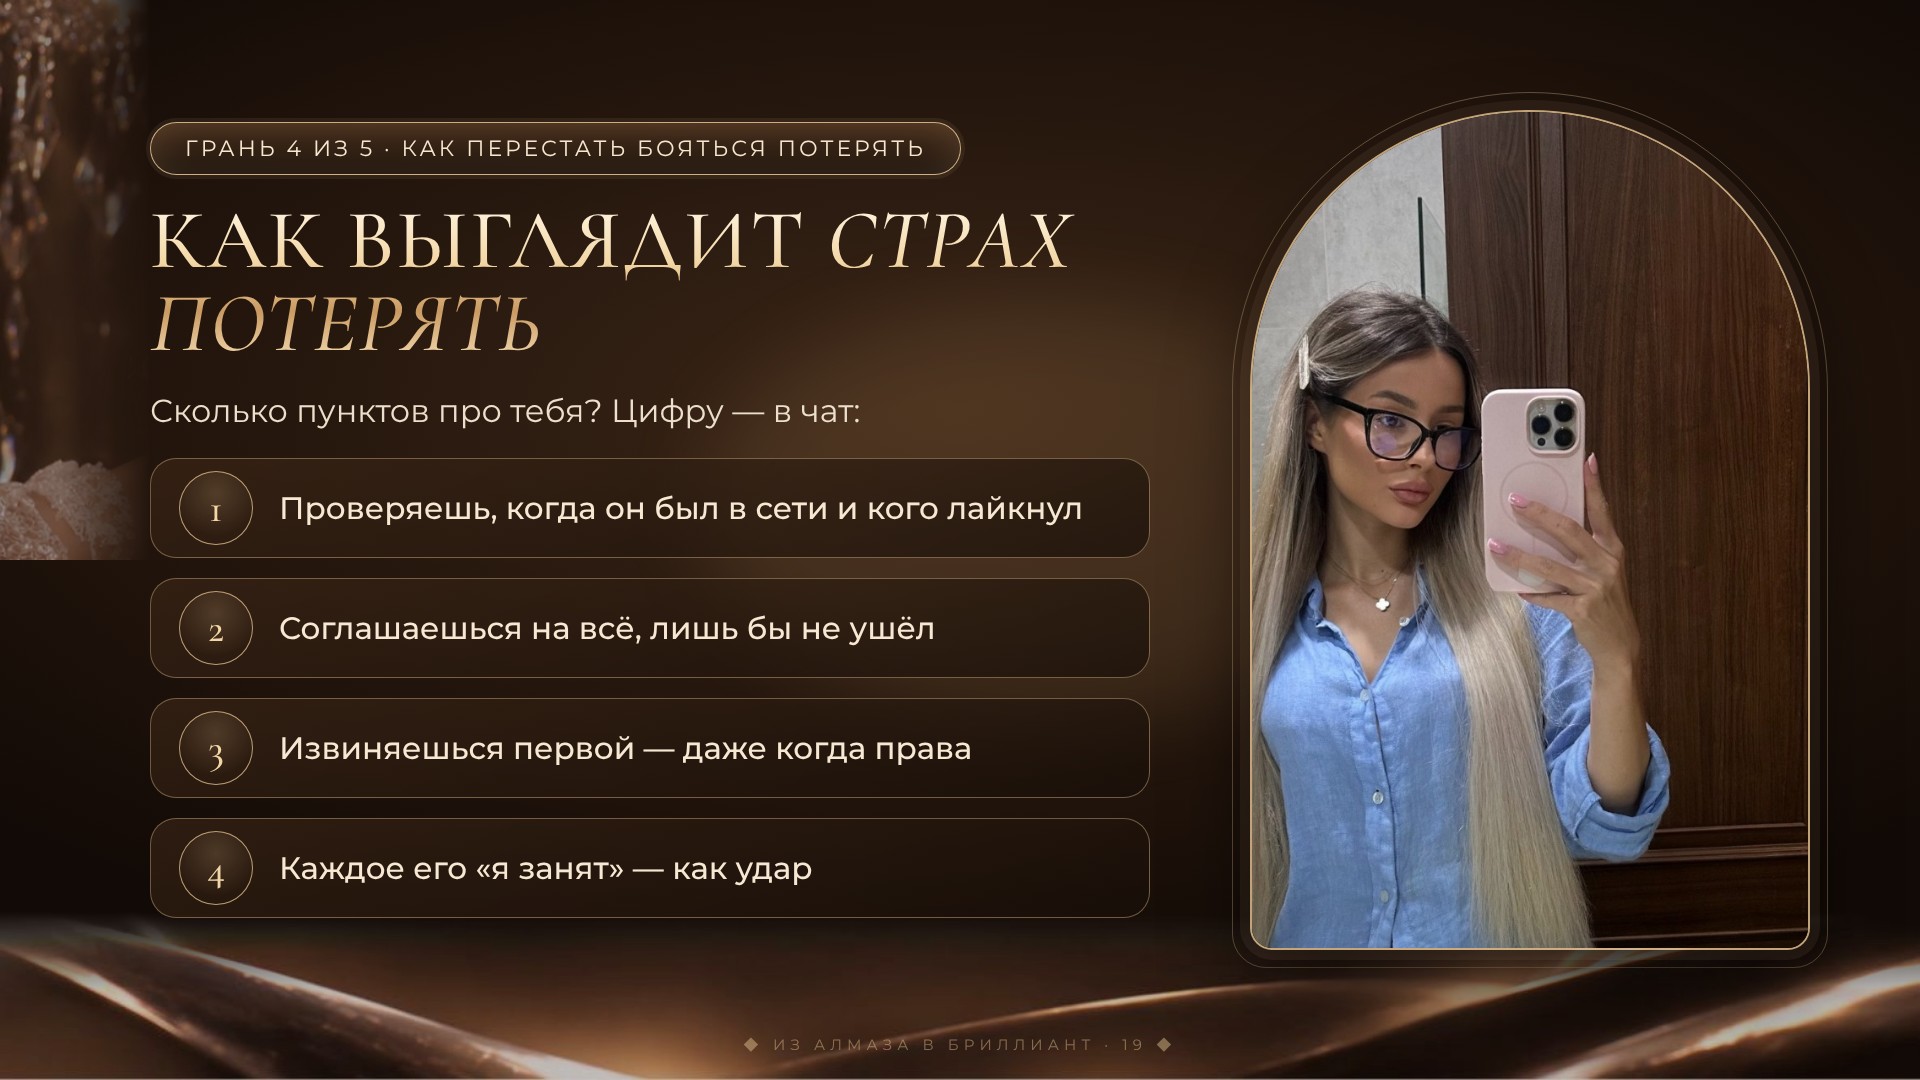 ГРАНЬ 4 ИЗ 5 · КАК ПЕРЕСТАТЬ БОЯТЬСЯ ПОТЕРЯТЬ
КАК ВЫГЛЯДИТ СТРАХ
ПОТЕРЯТЬ
Сколько пунктов про тебя? Цифру — в чат:
1 Проверяешь, когда он был в сети и кого лайкнул
2 Соглашаешься на всё, лишь бы не ушёл
3 Извиняешься первой — даже когда права
4 Каждое его «я занят» — как удар
◆ ИЗ АЛМАЗА В БРИЛЛИАНТ · 19 ◆